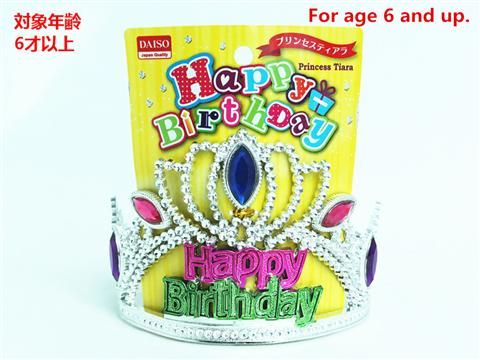 対象年齢
6才以上
For age 6 and up.
DAISO
Japan Quality
プリンセスティアラ
Princess Tiara
Happy
Birthday
Happy
Birthday